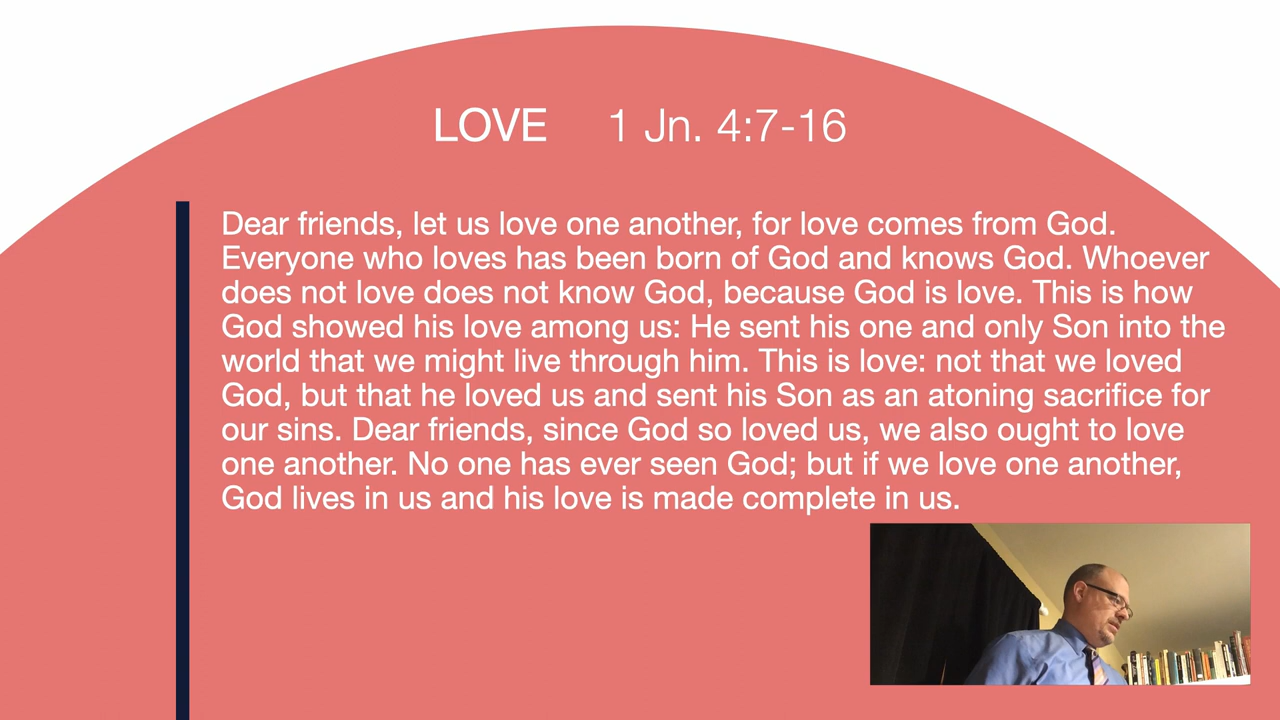 LOVE 1 Jn. 4:7-16
Dear friends, let us love one another, for love comes from God.
Everyone who loves has been born of God and knows God. Whoever
does not love does not know God, because God is love. This is how
God showed his love among us: He sent his one and only Son into the
world that we might live through him. This is love: not that we loved
God, but that he loved us and sent his Son as an atoning sacrifice for
our sins. Dear friends, since God so loved us, we also ought to love
one another. No one has ever seen God; but if we love one another,
God lives in us and his love is made complete in us.